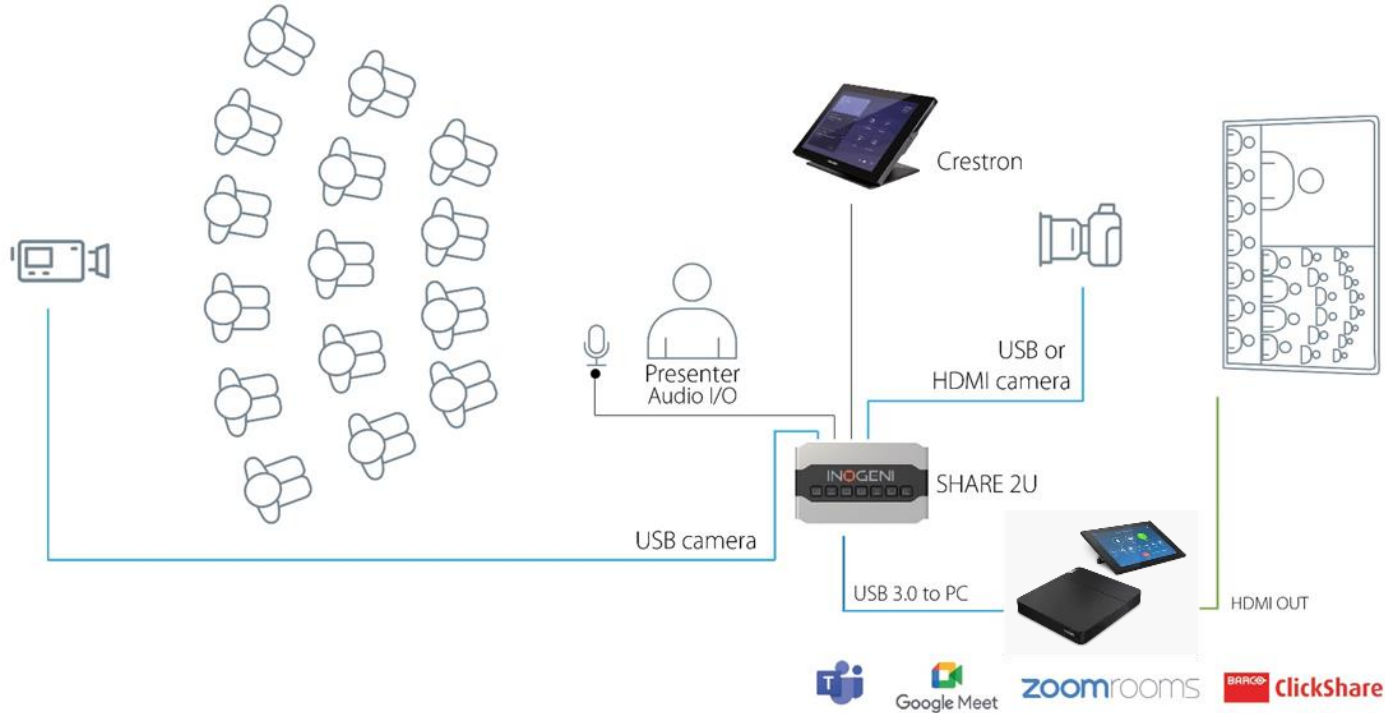 Crestron
USB or
HDMI camera
Presenter
Audio I/O
INOGENI
SHARE 2U
USB camera
USB 3.0 to PC
HDMI OUT
T
Google Meet
zoomrooms
BARCO ClickShare